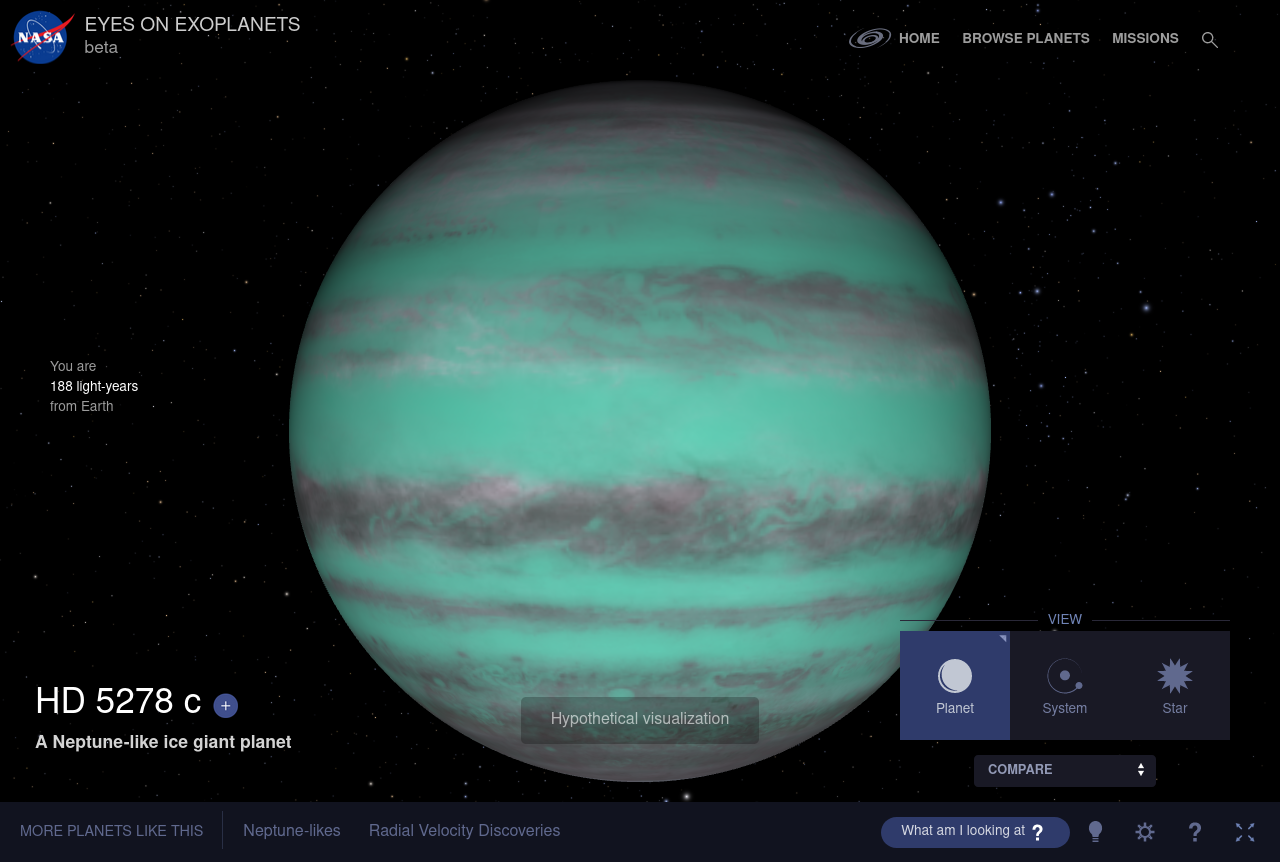 NASA
EYES ON EXOPLANETS
beta
HOME
BROWSE PLANETS
MISSIONS
You are
188 light-years
from Earth
VIEW
Planet
System
Star
HD 5278 c +
A Neptune-like ice giant planet
Hypothetical visualization
COMPARE
MORE PLANETS LIKE THIS
Neptune-likes
Radial Velocity Discoveries
What am I looking at ?
?